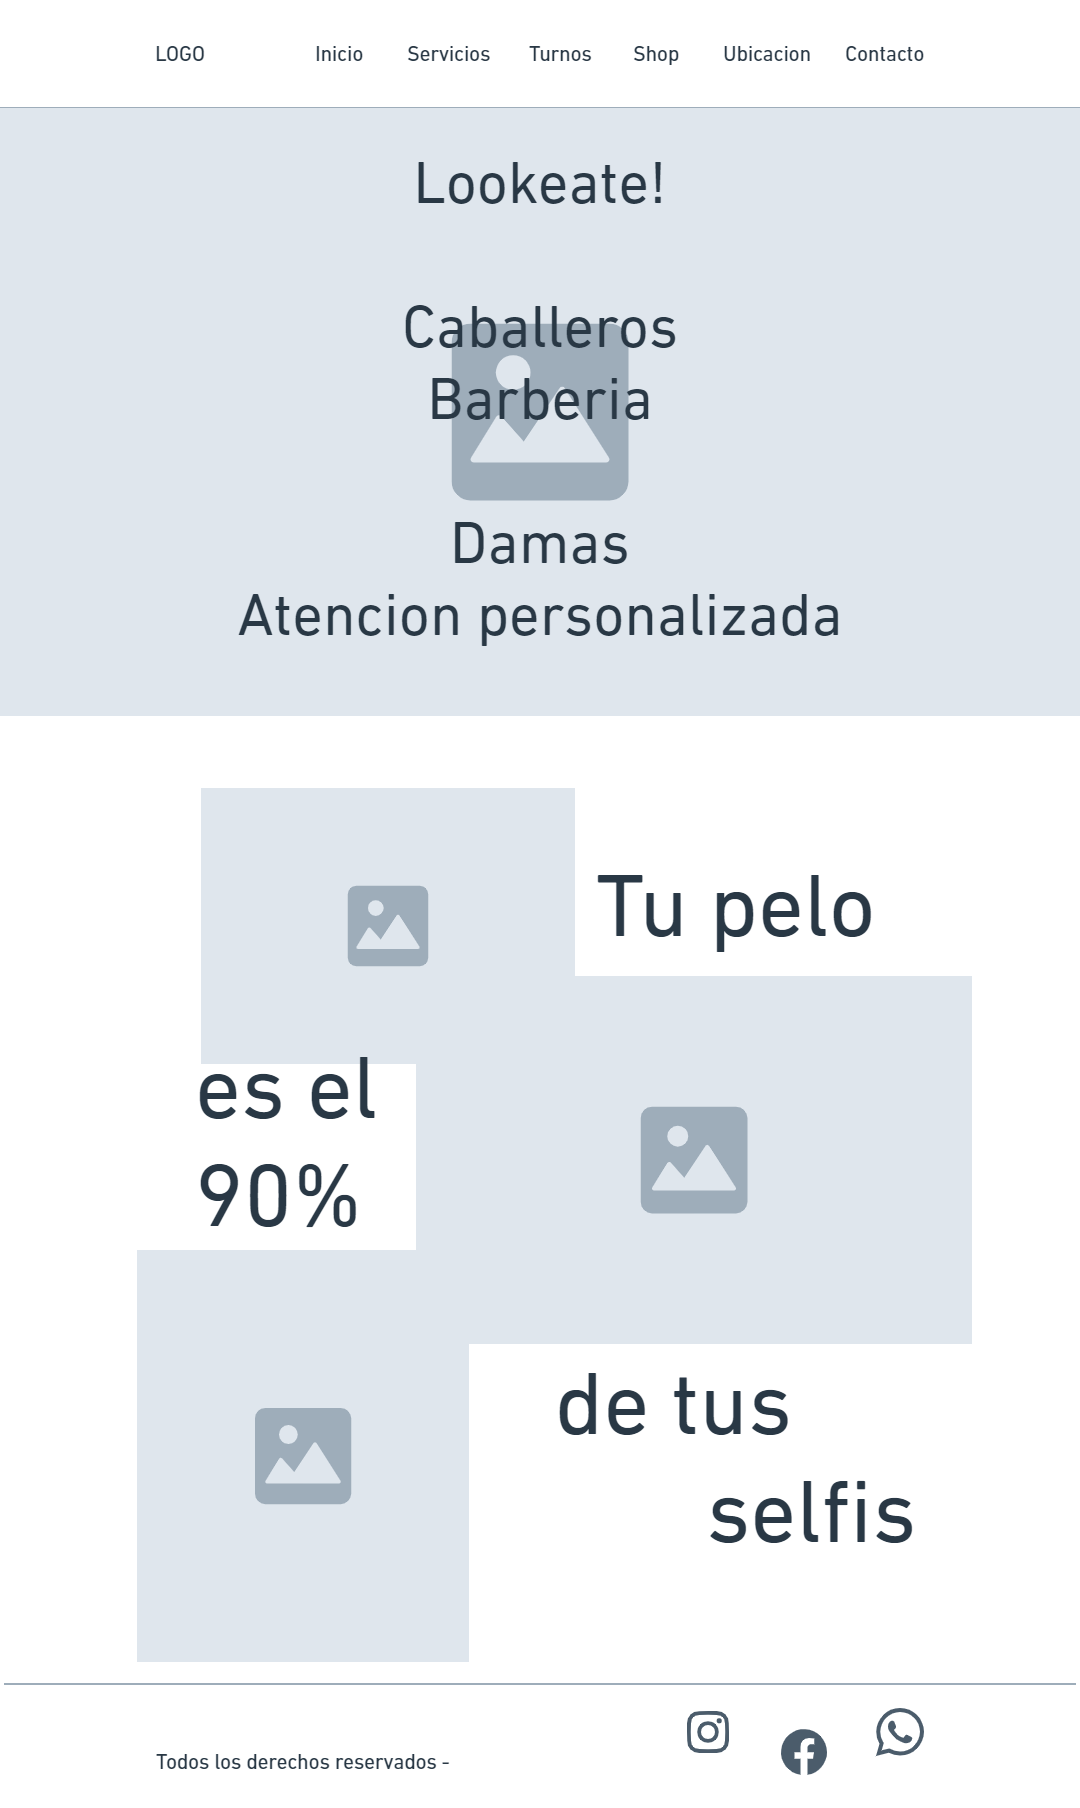 LOGO Inicio Servicios Turnos Shop Ubicacion Contacto
Lookeate!
Caballeros
Barberia
Damas
Atencion personalizada
Tu pelo
es el
90%
de tus
selfis
Todos los derechos reservados -